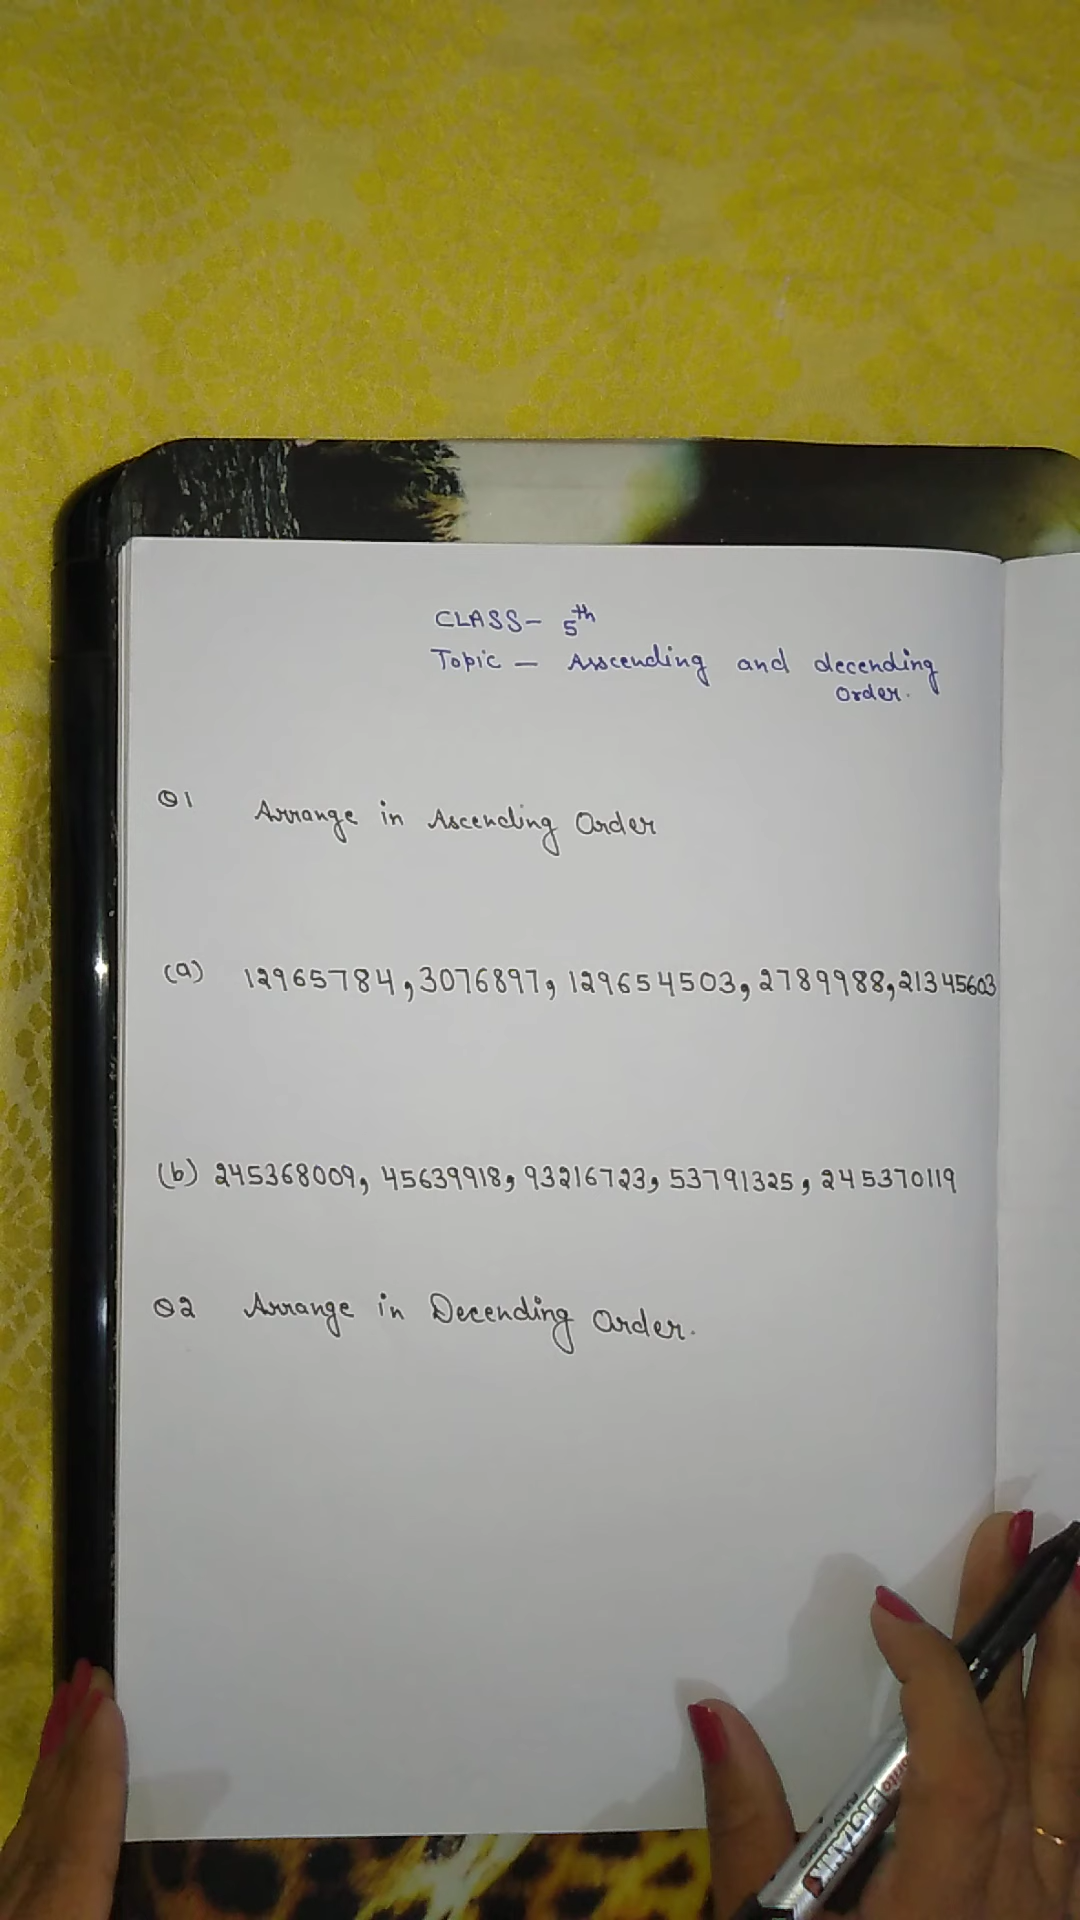 CLASS- 5th
Topic - Asscending and decending
Order.
Q1 Arrange in Ascending Order
(a) 12965784, 3076897, 129654503, 2789988, 21345603
(b) 245368009, 45639918, 93216723, 53791325, 245370119
Q2 Arrange in Decending Order.